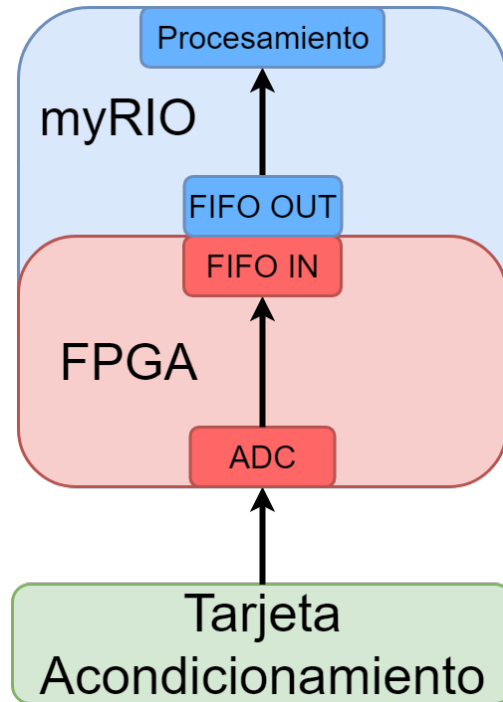 Procesamiento
myRIO
FIFO OUT
FIFO IN
FPGA
ADC
Tarjeta
Acondicionamiento